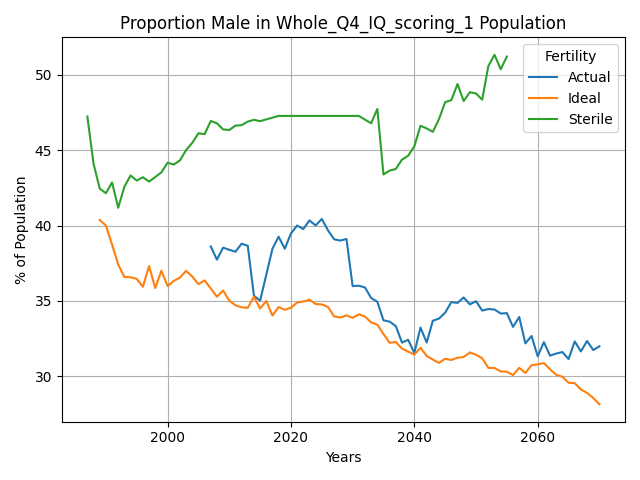 Proportion Male in Whole_Q4_IQ_scoring_1 Population
Fertility
Actual
Ideal
Sterile
% of Population
50
45
40
35
30
2000
2020
2040
2060
Years